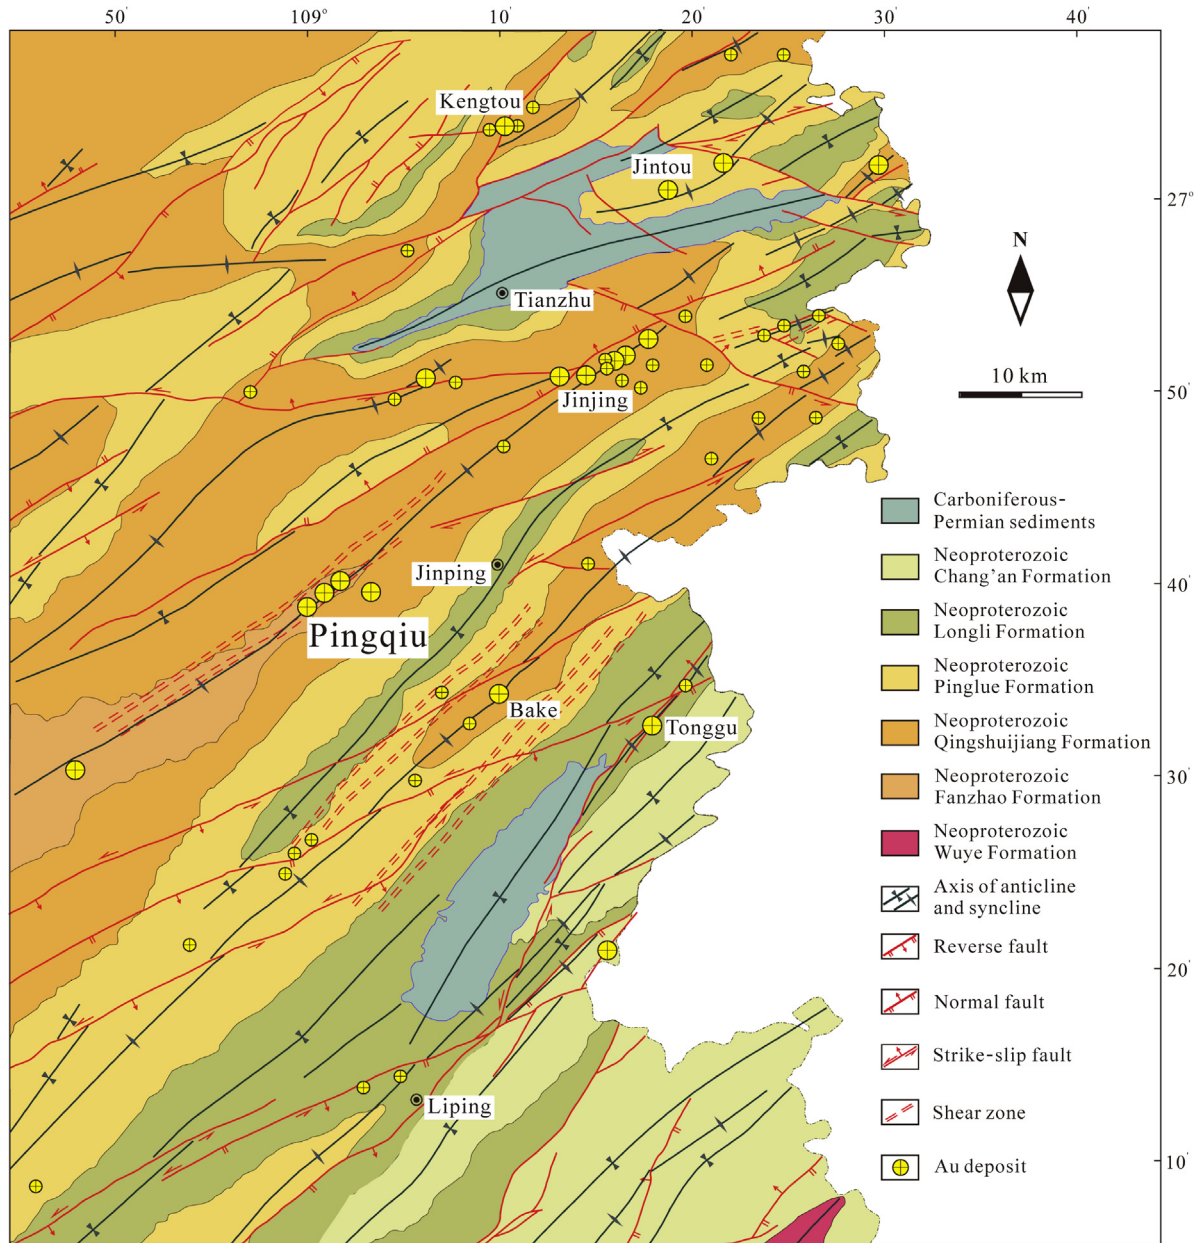 50′ 109° 10′ 20′ 30′ 40′
Kengtou
Jintou
27°
N
Tianzhu
10 km
50′
Jinjing
Carboniferous-
Permian sediments
Neoproterozoic
Chang'an Formation
Jinping
40′
Neoproterozoic
Longli Formation
Pingqiu
Neoproterozoic
Pinglue Formation
Bake
Tonggu
Neoproterozoic
Qingshuijiang Formation
30′
Neoproterozoic
Fanzhao Formation
Neoproterozoic
Wuye Formation
Axis of anticline
and syncline
Reverse fault
20′
Normal fault
Strike-slip fault
Liping
Shear zone
10′
Au deposit